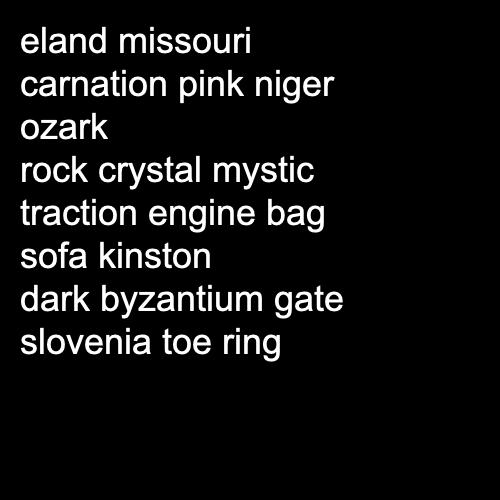 eland missouri
carnation pink niger
ozark
rock crystal mystic
traction engine bag
sofa kinston
dark byzantium gate
slovenia toe ring